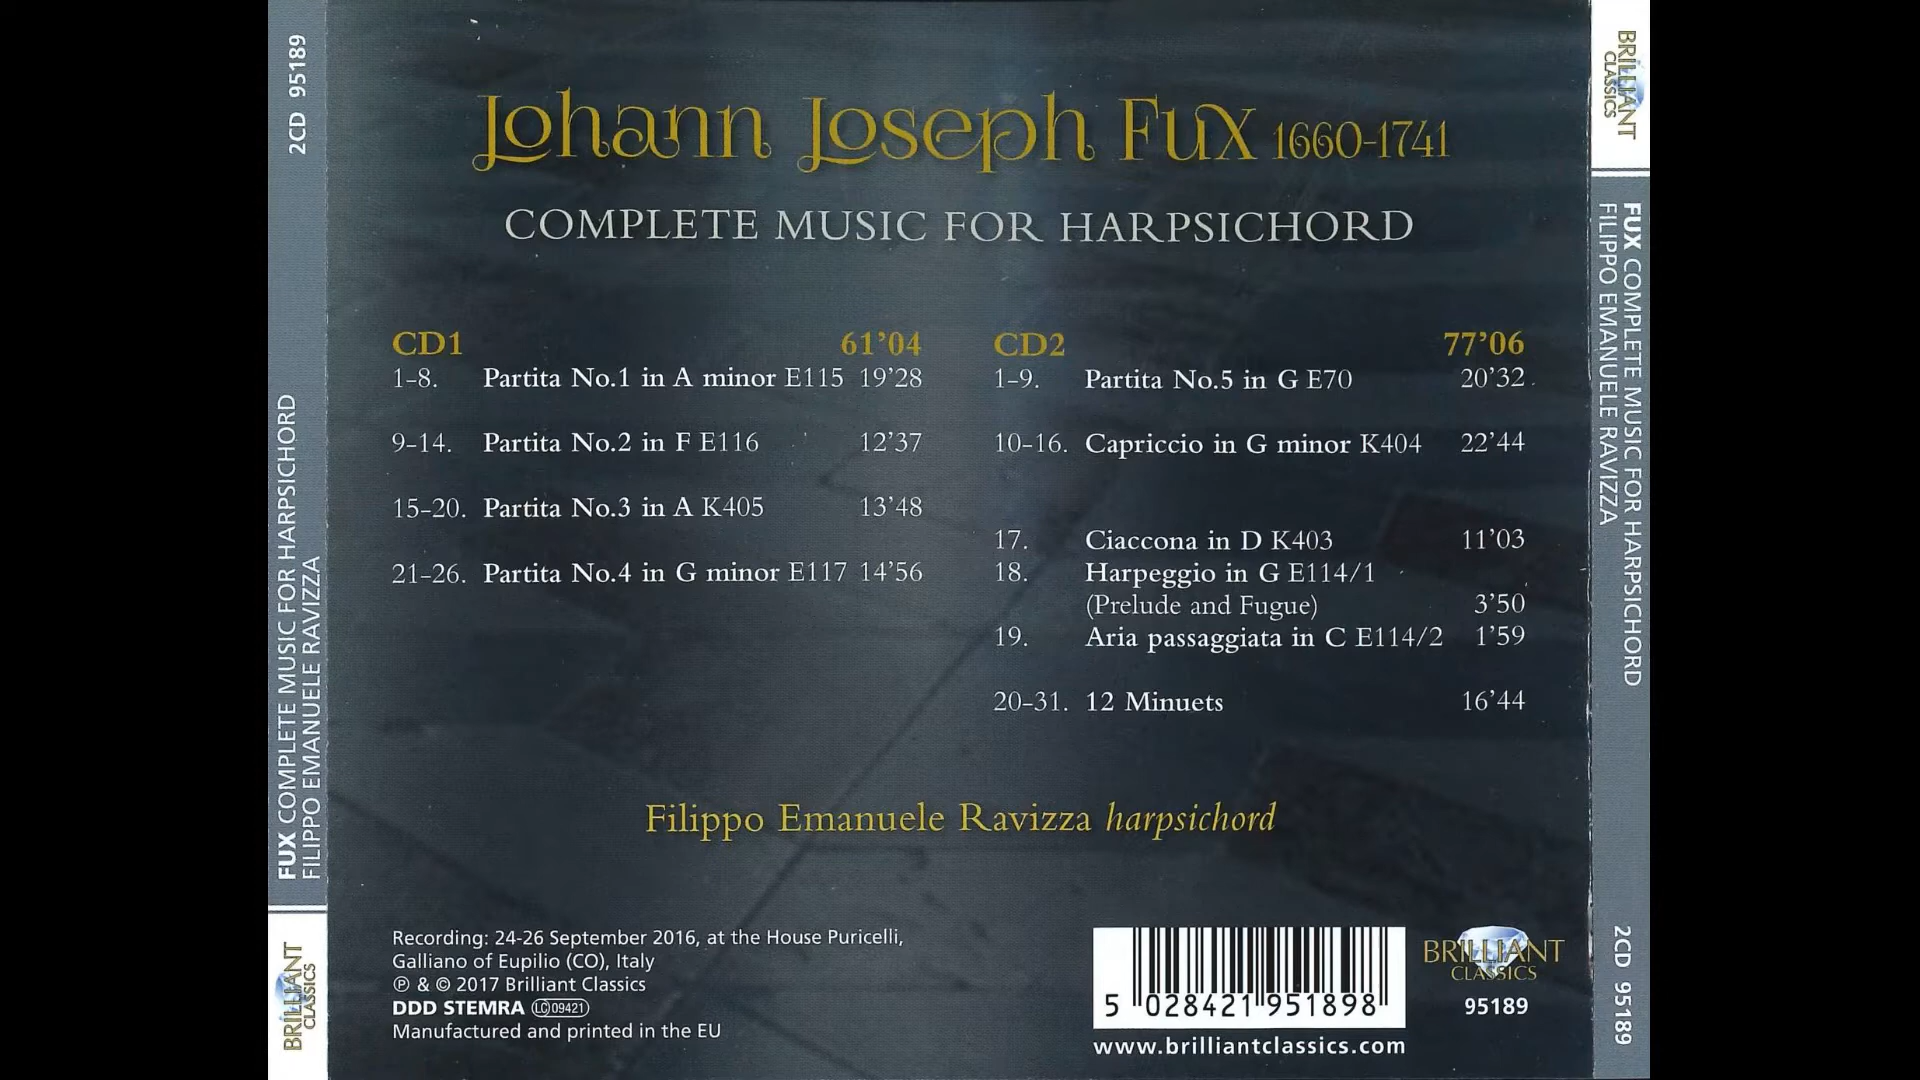 2CD 95189
FUX COMPLETE MUSIC FOR HARPSICHORD
FILIPPO EMANUELE RAVIZZA
BRILLIANT
CLASSICS
Johann Joseph Fux 1660-1741
COMPLETE MUSIC FOR HARPSICHORD
CD1 61’04
1-8. Partita No.1 in A minor E115 19’28
9-14. Partita No.2 in F E116 12’37
15-20. Partita No.3 in A K405 13’48
21-26. Partita No.4 in G minor E117 14’56
CD2 77’06
1-9. Partita No.5 in G E70 20’32
10-16. Capriccio in G minor K404 22’44
17. Ciaccona in D K403 11’03
18. Harpeggio in G E114/1
(Prelude and Fugue) 3’50
19. Aria passaggiata in C E114/2 1’59
20-31. 12 Minuets 16’44
Filippo Emanuele Ravizza harpsichord
Recording: 24-26 September 2016, at the House Puricelli,
Galliano of Eupilio (CO), Italy
℗ & © 2017 Brilliant Classics
DDD STEMRA LC 09421
Manufactured and printed in the EU
5 028421 951898
www.brilliantclassics.com
BRILLIANT
CLASSICS
95189
BRILLIANT
CLASSICS
FUX COMPLETE MUSIC FOR HARPSICHORD
FILIPPO EMANUELE RAVIZZA
2CD 95189